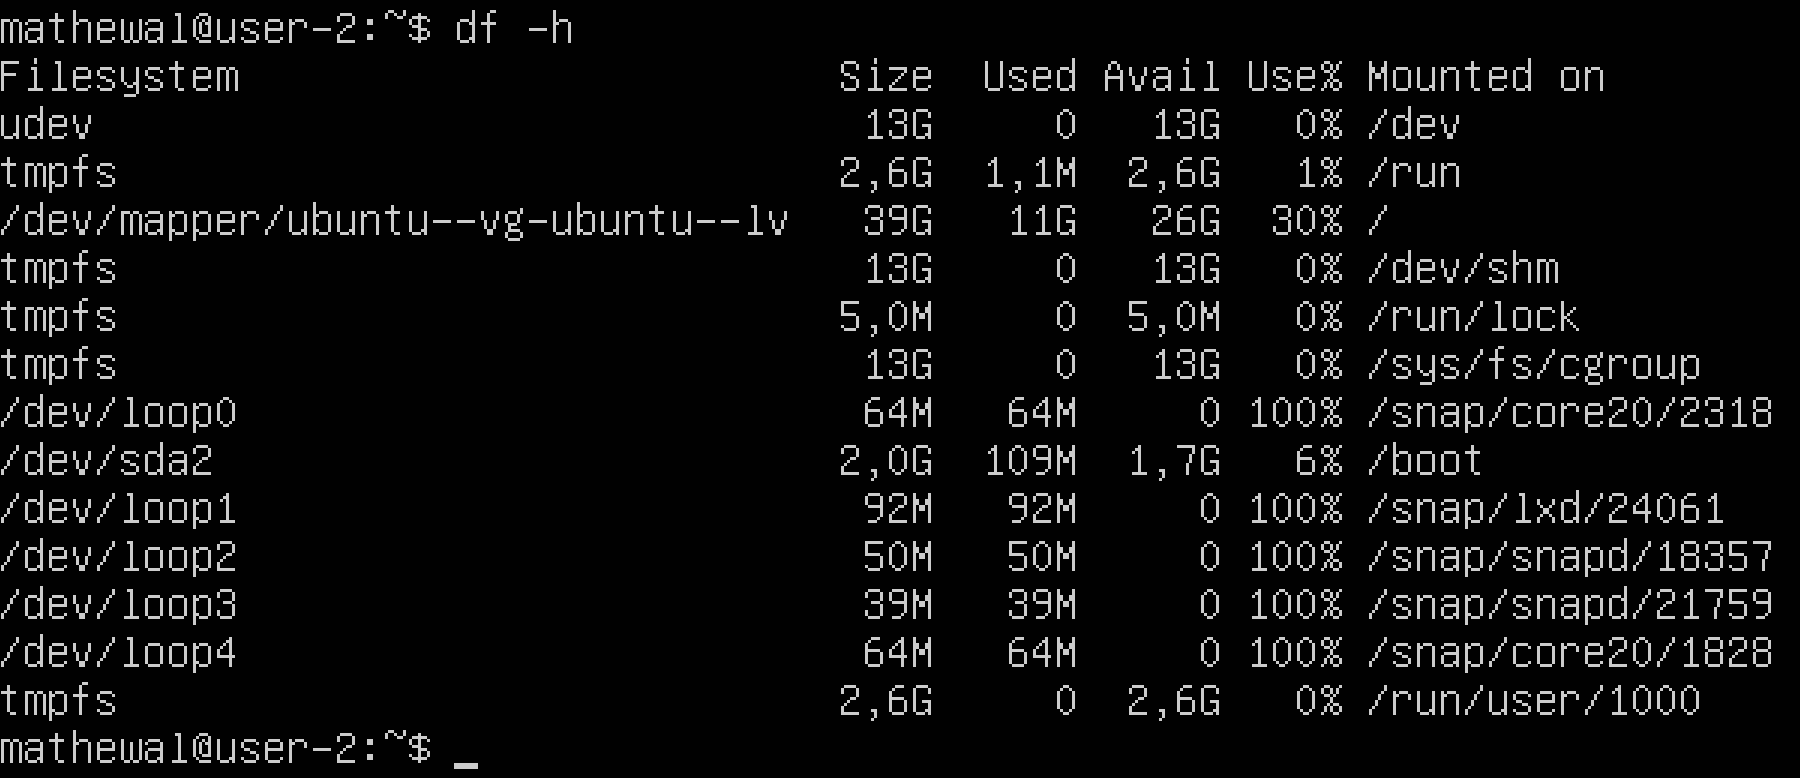 mathewal@user-2:~$ df -h
Filesystem                         Size  Used Avail Use% Mounted on
udev                                13G     0   13G   0% /dev
tmpfs                              2,6G  1,1M  2,6G   1% /run
/dev/mapper/ubuntu--vg-ubuntu--lv   39G   11G   26G  30% /
tmpfs                               13G     0   13G   0% /dev/shm
tmpfs                              5,0M     0  5,0M   0% /run/lock
tmpfs                               13G     0   13G   0% /sys/fs/cgroup
/dev/loop0                          64M   64M     0 100% /snap/core20/2318
/dev/sda2                          2,0G  109M  1,7G   6% /boot
/dev/loop1                          92M   92M     0 100% /snap/lxd/24061
/dev/loop2                          50M   50M     0 100% /snap/snapd/18357
/dev/loop3                          39M   39M     0 100% /snap/snapd/21759
/dev/loop4                          64M   64M     0 100% /snap/core20/1828
tmpfs                              2,6G     0  2,6G   0% /run/user/1000
mathewal@user-2:~$ _